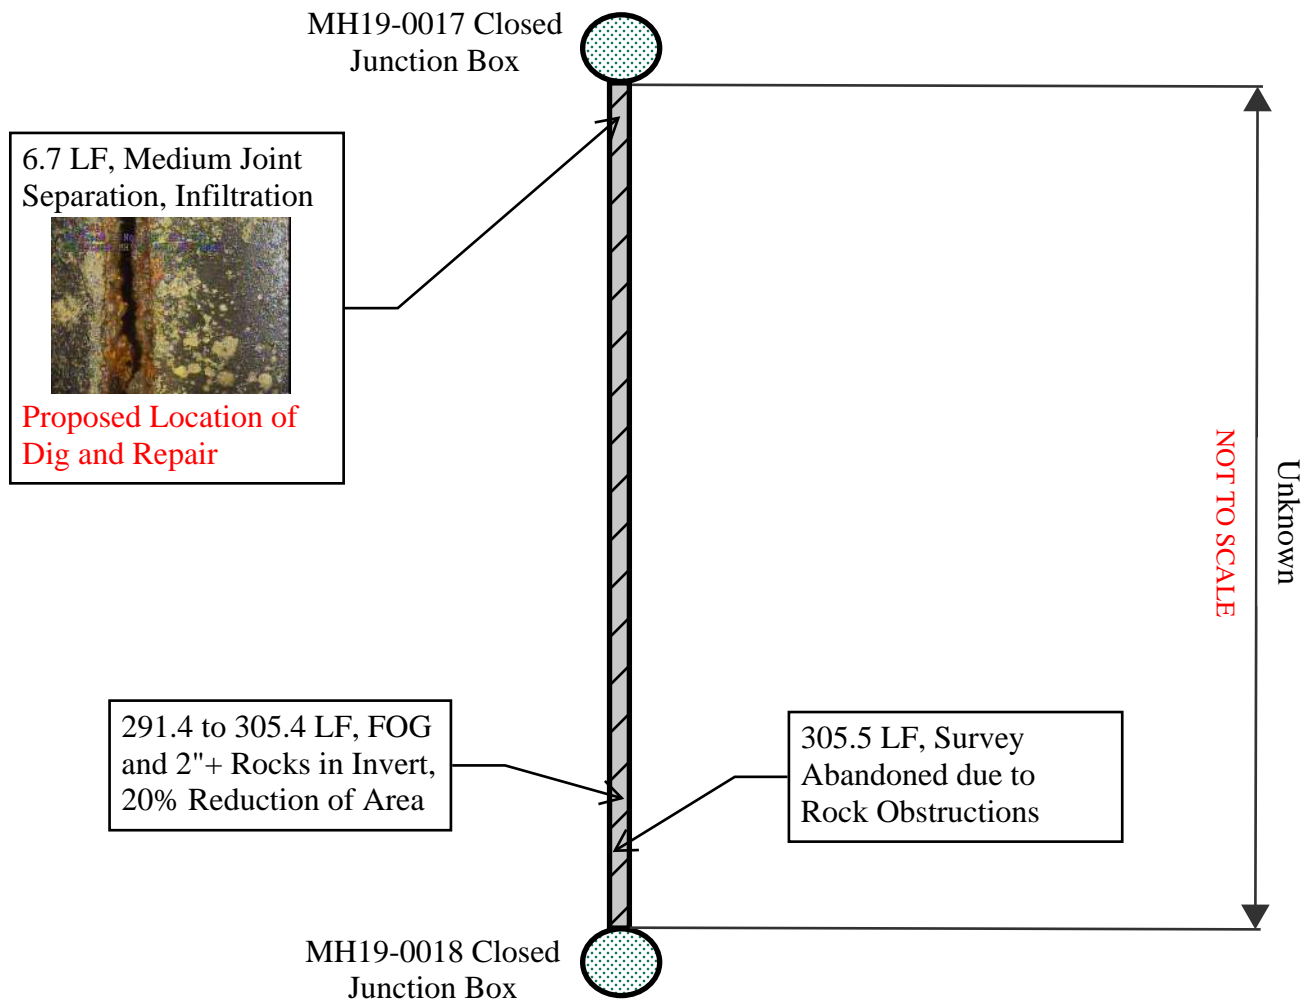 MH19-0017 Closed
Junction Box
6.7 LF, Medium Joint
Separation, Infiltration
Proposed Location of
Dig and Repair
NOT TO SCALE
Unknown
291.4 to 305.4 LF, FOG
and 2"+ Rocks in Invert,
20% Reduction of Area
305.5 LF, Survey
Abandoned due to
Rock Obstructions
MH19-0018 Closed
Junction Box